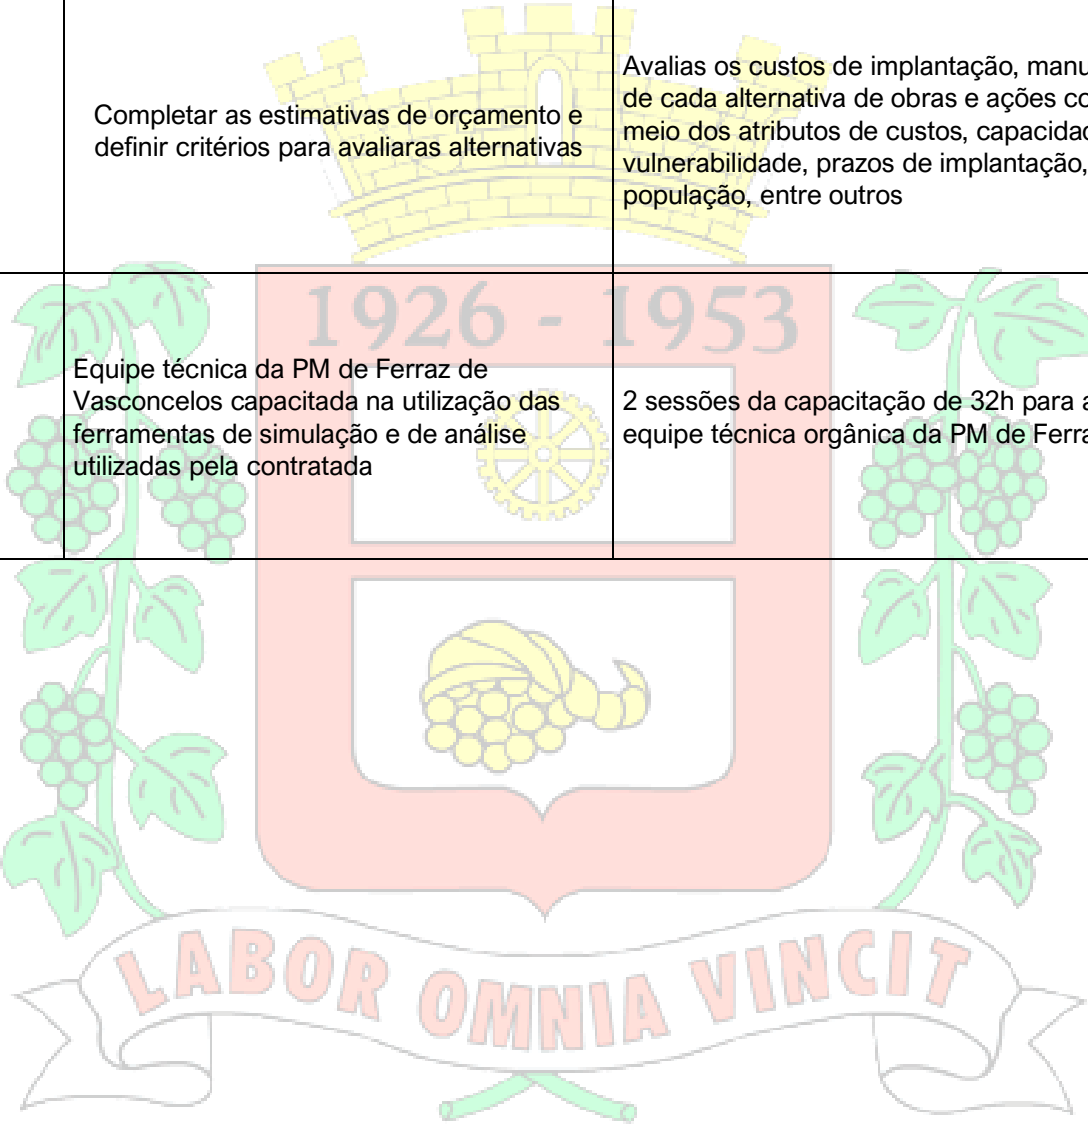 Completar as estimativas de orçamento e
definir critérios para avaliaras alternativas
Avalias os custos de implantação, manu
de cada alternativa de obras e ações co
meio dos atributos de custos, capacidad
vulnerabilidade, prazos de implantação,
população, entre outros
1926 - 1953
Equipe técnica da PM de Ferraz de
Vasconcelos capacitada na utilização das
ferramentas de simulação e de análise
utilizadas pela contratada
2 sessões da capacitação de 32h para a
equipe técnica orgânica da PM de Ferra
LABOR OMNIA VINCIT